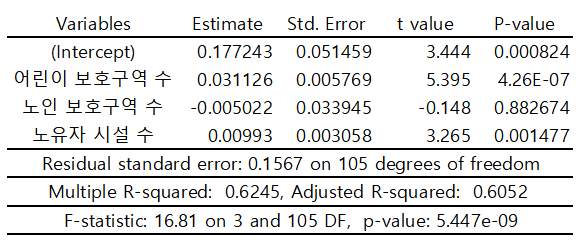 Variables Estimate Std. Error t value P-value
(Intercept) 0.177243 0.051459 3.444 0.000824
어린이 보호구역 수 0.031126 0.005769 5.395 4.26E-07
노인 보호구역 수 -0.005022 0.033945 -0.148 0.882674
노유자 시설 수 0.00993 0.003058 3.265 0.001477
Residual standard error: 0.1567 on 105 degrees of freedom
Multiple R-squared: 0.6245, Adjusted R-squared: 0.6052
F-statistic: 16.81 on 3 and 105 DF, p-value: 5.447e-09